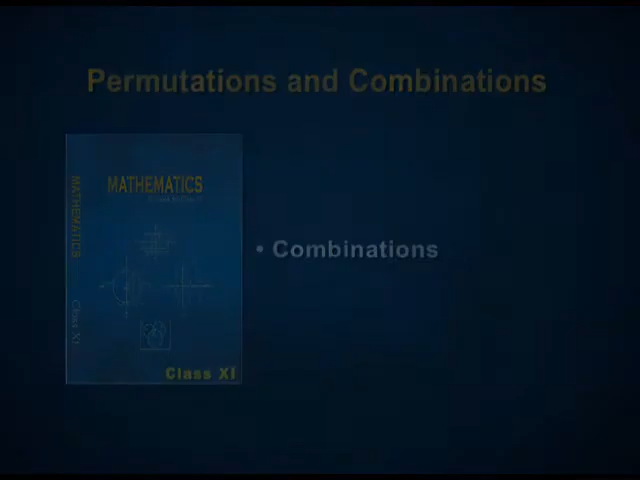 Permutations and Combinations
MATHEMATICS
MATHEMATICS
Class XI
• Combinations
Class XI